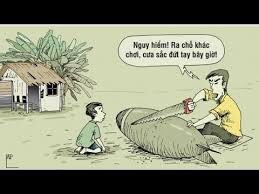 Nguy hiểm! Ra chỗ khác
chơi, cưa sắc đứt tay bây giờ!